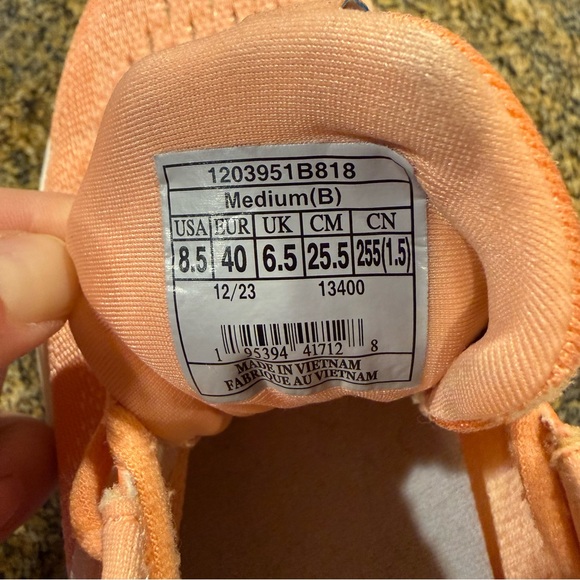 1203951B818
Medium(B)
USA EUR UK CM CN
8.5 40 6.5 25.5 255(1.5)
12/23 13400
1 95394 41712 8
MADE IN VIETNAM
FABRIQUE AU VIETNAM